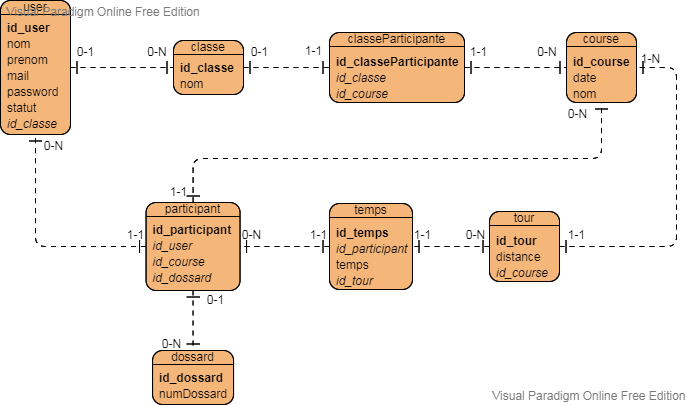 Visual Paradigm Online Free Edition
user
id_user
nom
prenom
mail
password
statut
id_classe
0-1
0-N
classe
id_classe
nom
0-1
1-1
classeParticipante
id_classeParticipante
id_classe
id_course
1-1
0-N
course
id_course
date
nom
1-N
0-N
0-N
1-1
1-1
participant
id_participant
id_user
id_course
id_dossard
0-N
1-1
temps
id_temps
id_participant
temps
id_tour
1-1
0-N
tour
id_tour
distance
id_course
1-1
0-1
0-N
dossard
id_dossard
numDossard
Visual Paradigm Online Free Edition